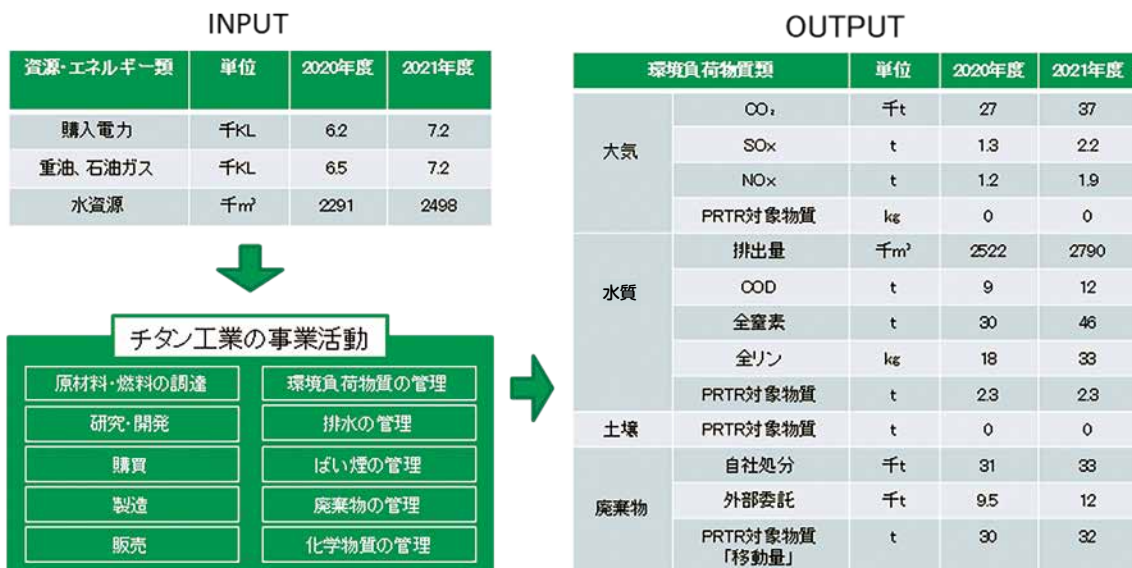 INPUT
資源・エネルギー類 単位 2020年度 2021年度
購入電力 千KL 6.2 7.2
重油、石油ガス 千KL 6.5 7.2
水資源 千m³ 2291 2498
チタン工業の事業活動
原材料・燃料の調達 環境負荷物質の管理
研究・開発 排水の管理
購買 ばい煙の管理
製造 廃棄物の管理
販売 化学物質の管理
OUTPUT
環境負荷物質類 単位 2020年度 2021年度
大気 CO₂ 千t 27 37
SOx t 1.3 2.2
NOx t 1.2 1.9
PRTR対象物質 kg 0 0
水質 排出量 千m³ 2522 2790
COD t 9 12
全窒素 t 30 46
全リン kg 18 33
PRTR対象物質 t 2.3 2.3
土壌 PRTR対象物質 t 0 0
廃棄物 自社処分 千t 31 33
外部委託 千t 9.5 12
PRTR対象物質 t 30 32
「移動量」